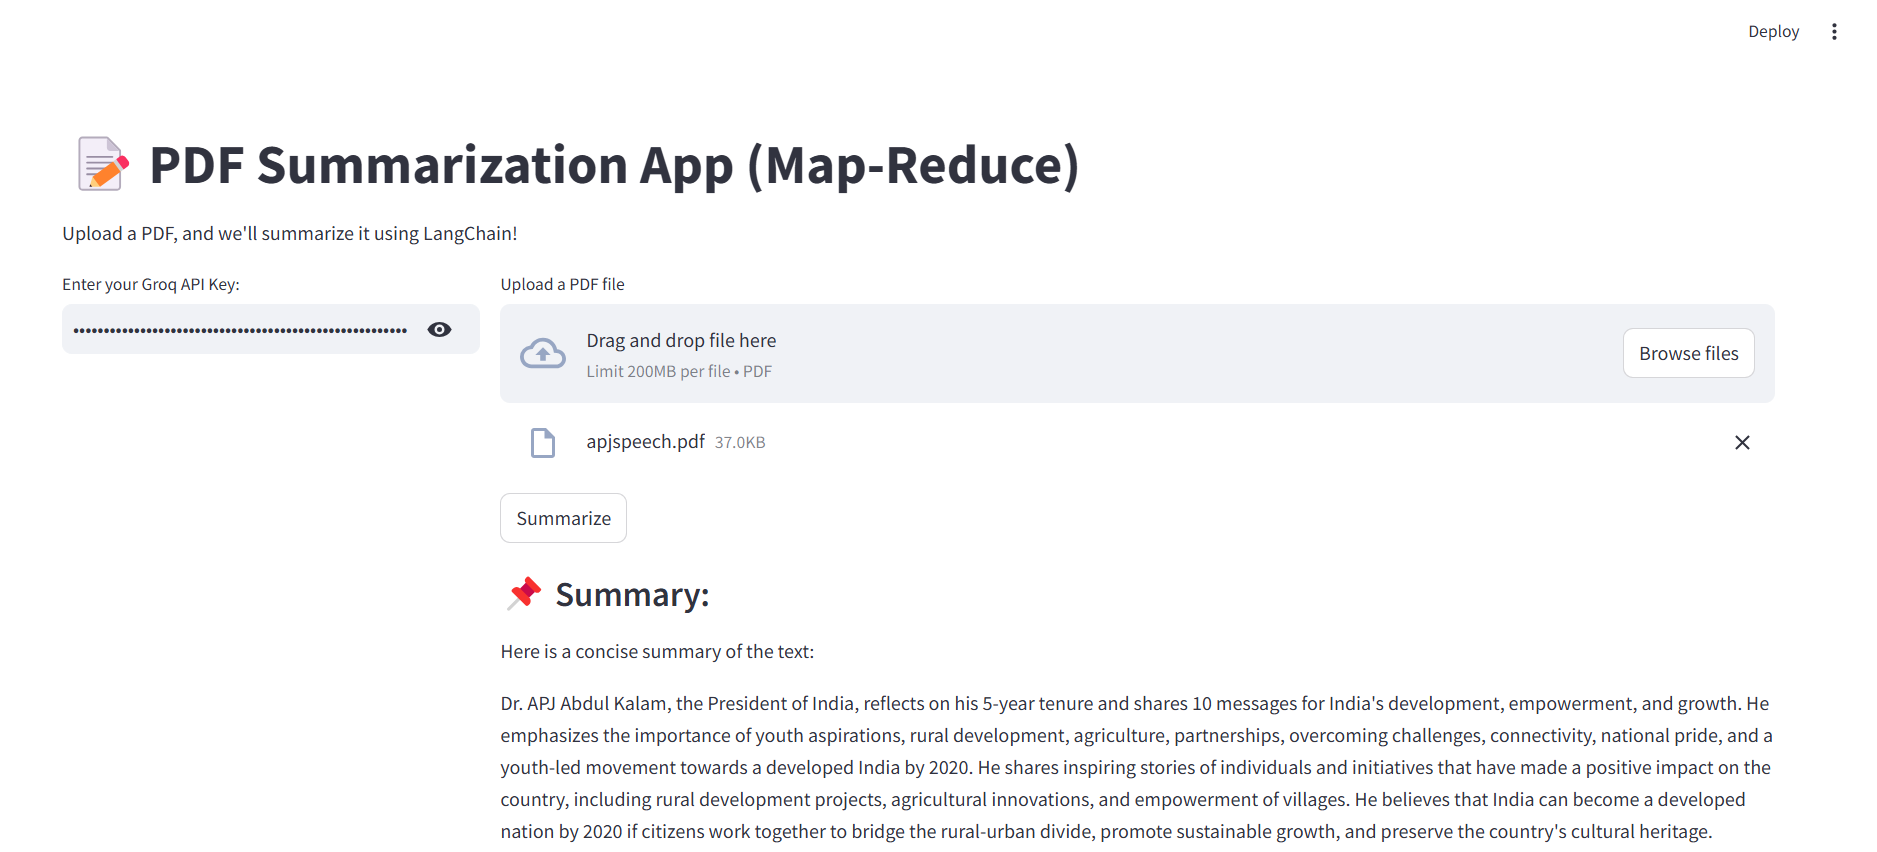 Deploy
PDF Summarization App (Map-Reduce)
Upload a PDF, and we'll summarize it using LangChain!
Enter your Groq API Key:
Upload a PDF file
Drag and drop file here
Limit 200MB per file • PDF
Browse files
apjspeech.pdf 37.0KB
Summarize
Summary:
Here is a concise summary of the text:
Dr. APJ Abdul Kalam, the President of India, reflects on his 5-year tenure and shares 10 messages for India's development, empowerment, and growth. He
emphasizes the importance of youth aspirations, rural development, agriculture, partnerships, overcoming challenges, connectivity, national pride, and a
youth-led movement towards a developed India by 2020. He shares inspiring stories of individuals and initiatives that have made a positive impact on the
country, including rural development projects, agricultural innovations, and empowerment of villages. He believes that India can become a developed
nation by 2020 if citizens work together to bridge the rural-urban divide, promote sustainable growth, and preserve the country's cultural heritage.